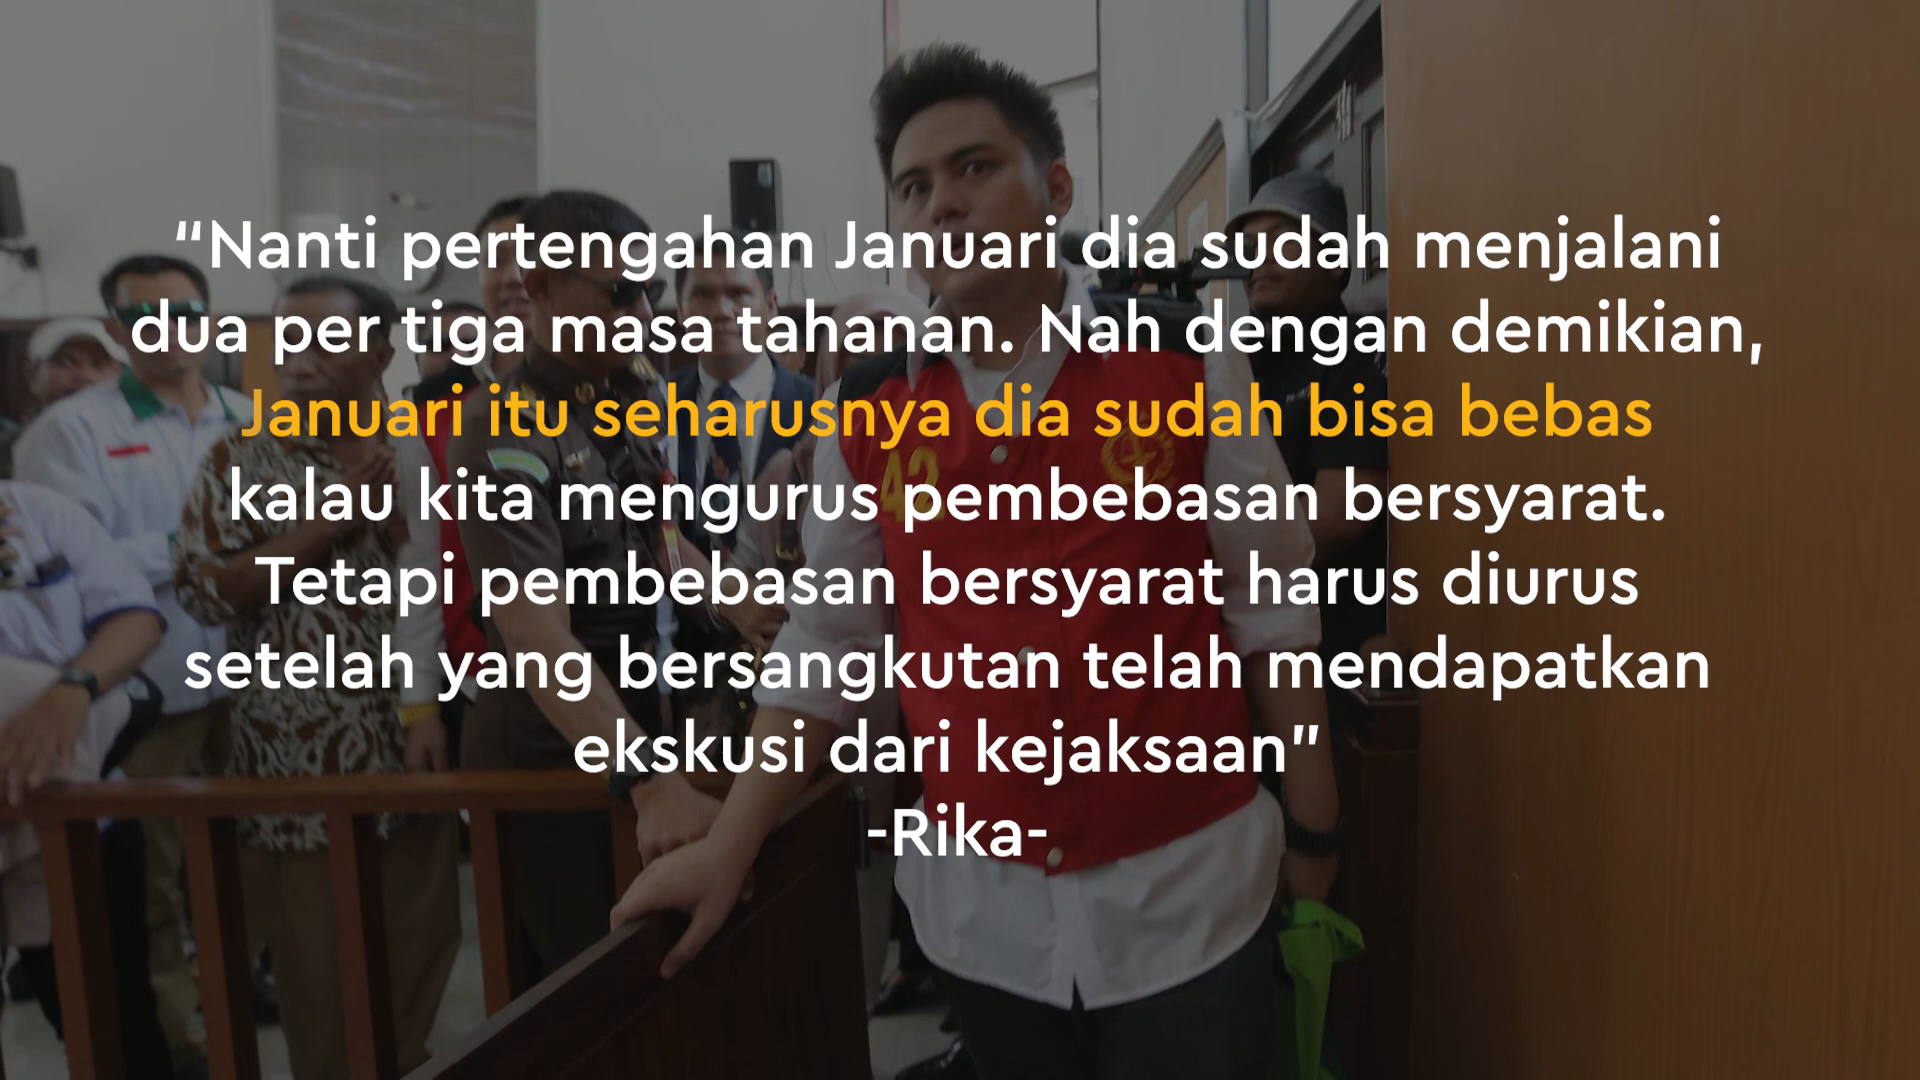 “Nanti pertengahan Januari dia sudah menjalani
dua per tiga masa tahanan. Nah dengan demikian,
Januari itu seharusnya dia sudah bisa bebas
kalau kita mengurus pembebasan bersyarat.
Tetapi pembebasan bersyarat harus diurus
setelah yang bersangkutan telah mendapatkan
ekskusi dari kejaksaan”
-Rika-
42